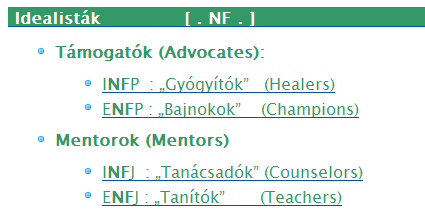 Idealisták [ . NF . ]
Támogatók (Advocates):
INFP : „Gyógyítók” (Healers)
ENFP : „Bajnokok” (Champions)
Mentorok (Mentors)
INFJ : „Tanácsadók” (Counselors)
ENFJ : „Tanítók” (Teachers)